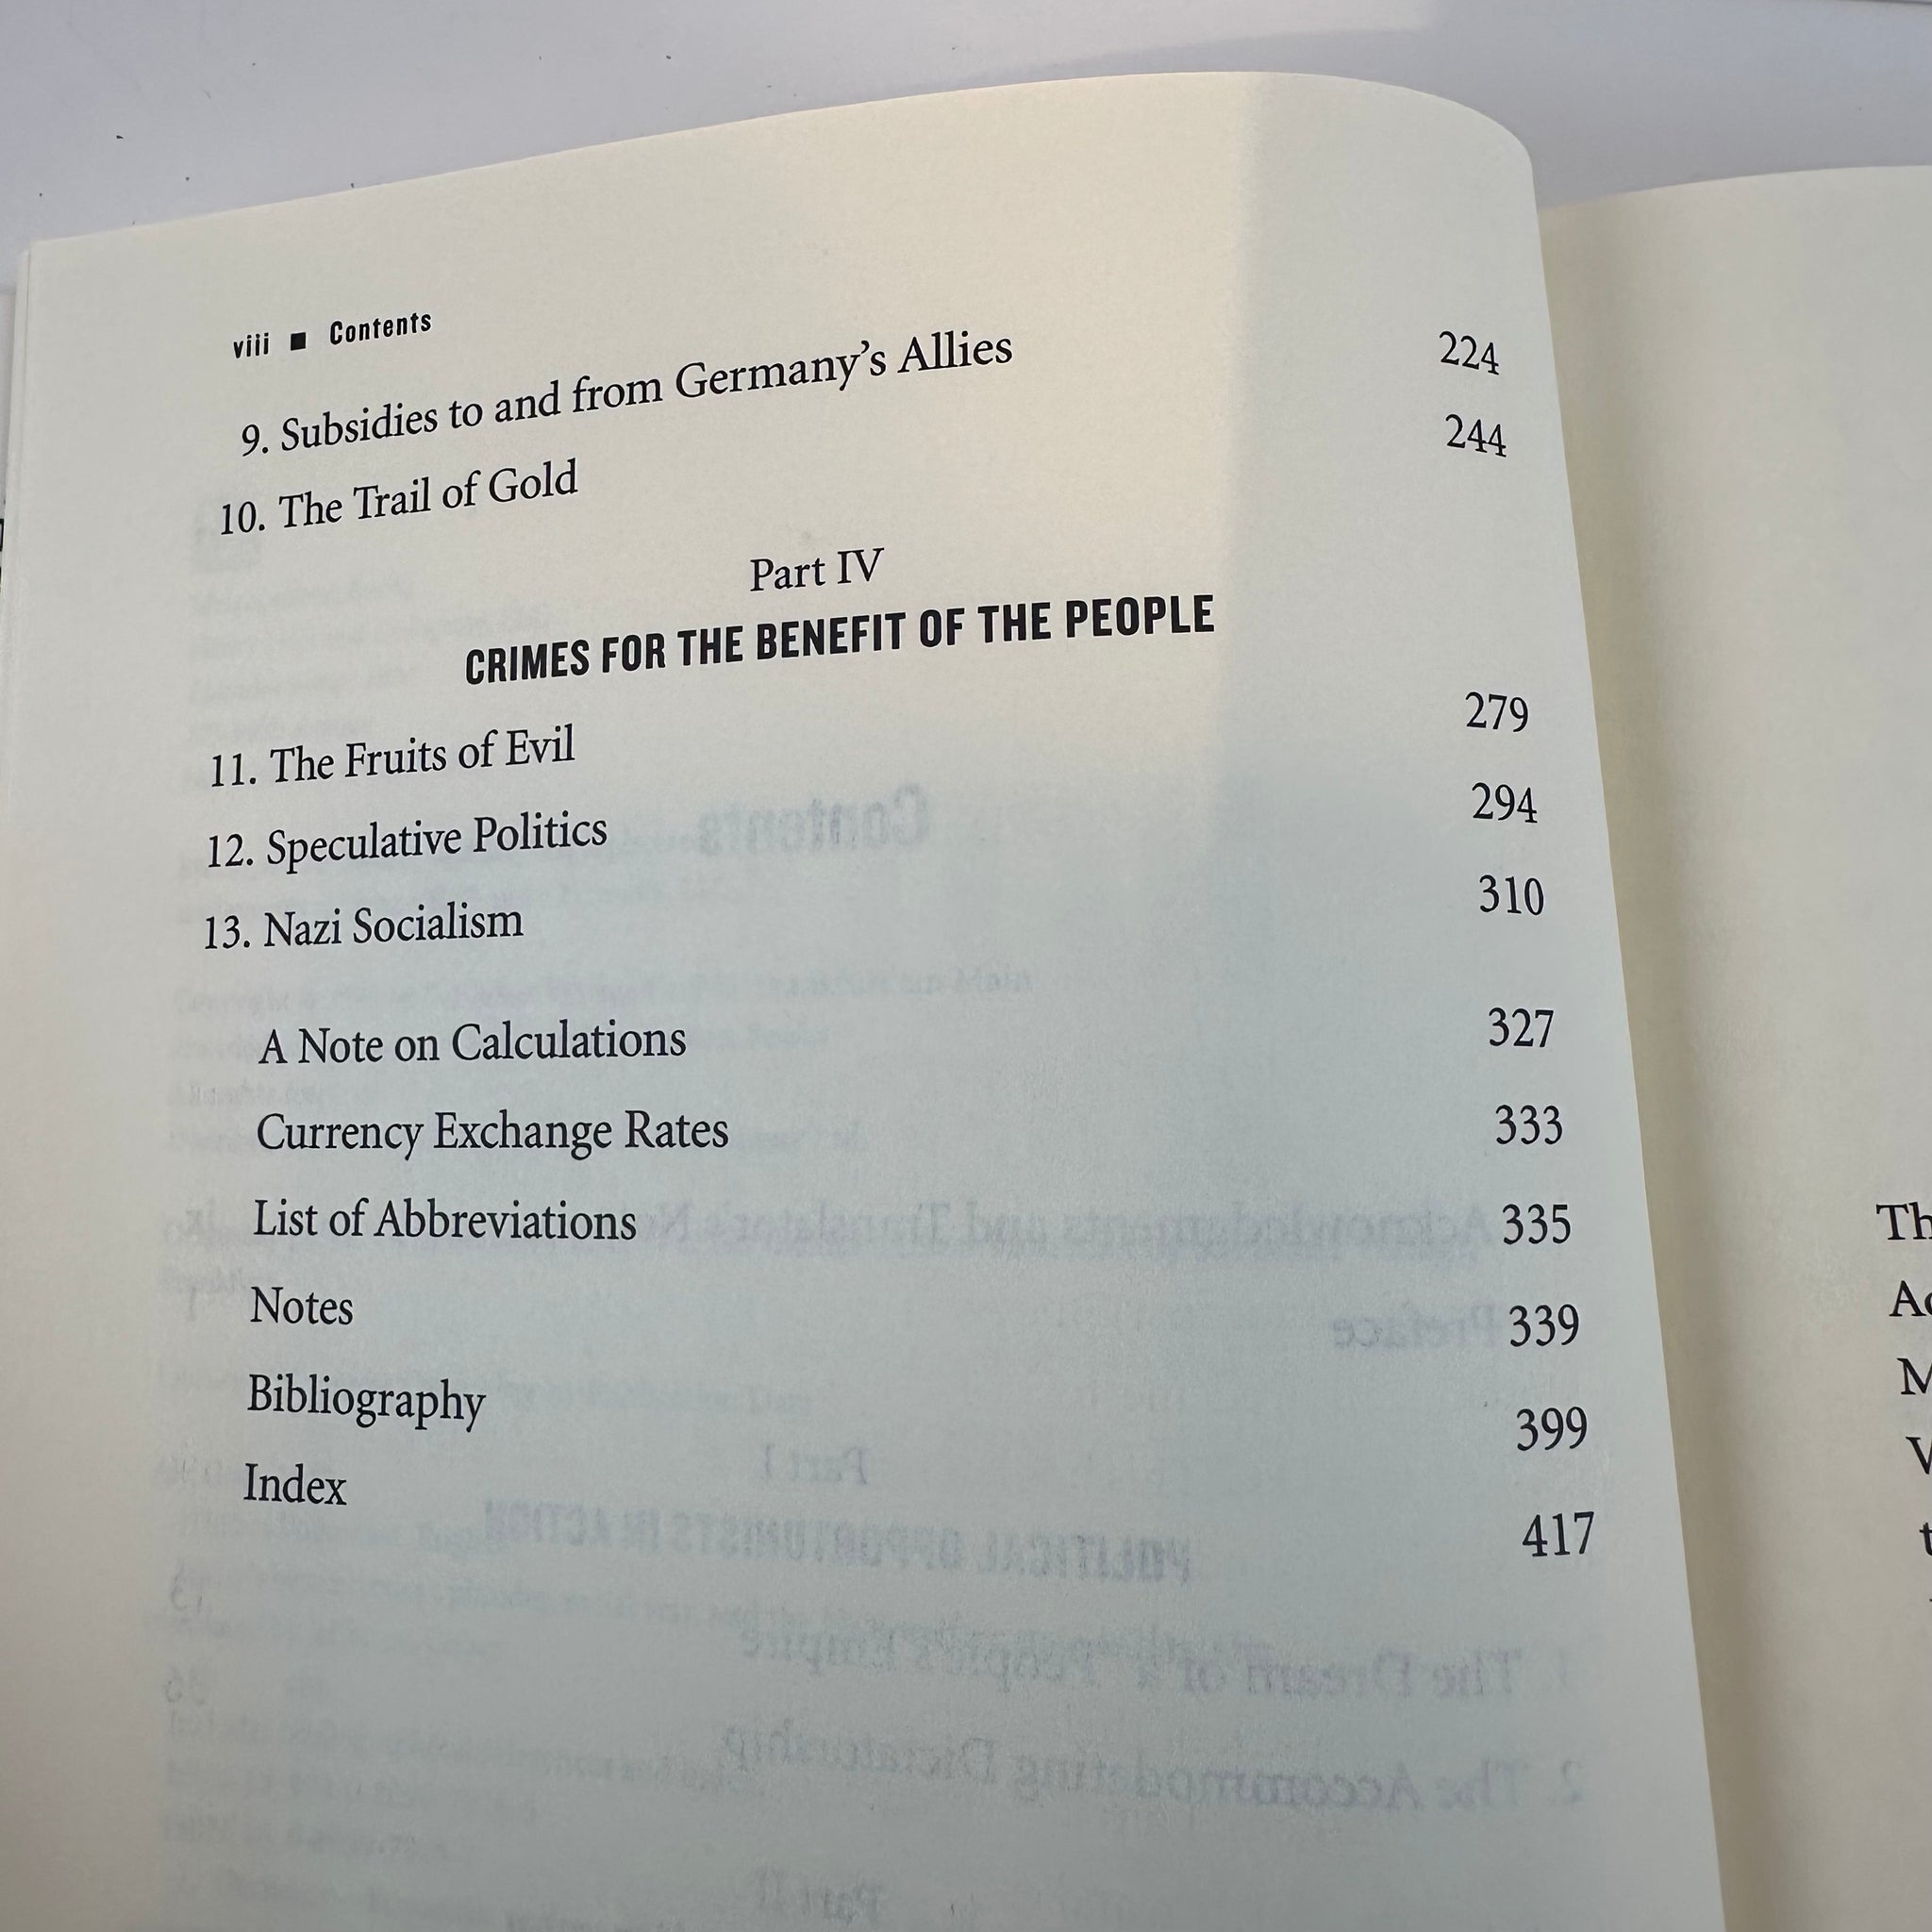 viii ■ Contents
9. Subsidies to and from Germany's Allies 224
10. The Trail of Gold 244
Part IV
CRIMES FOR THE BENEFIT OF THE PEOPLE
11. The Fruits of Evil 279
12. Speculative Politics 294
13. Nazi Socialism 310
A Note on Calculations 327
Currency Exchange Rates 333
List of Abbreviations 335
Notes 339
Bibliography 399
Index 417